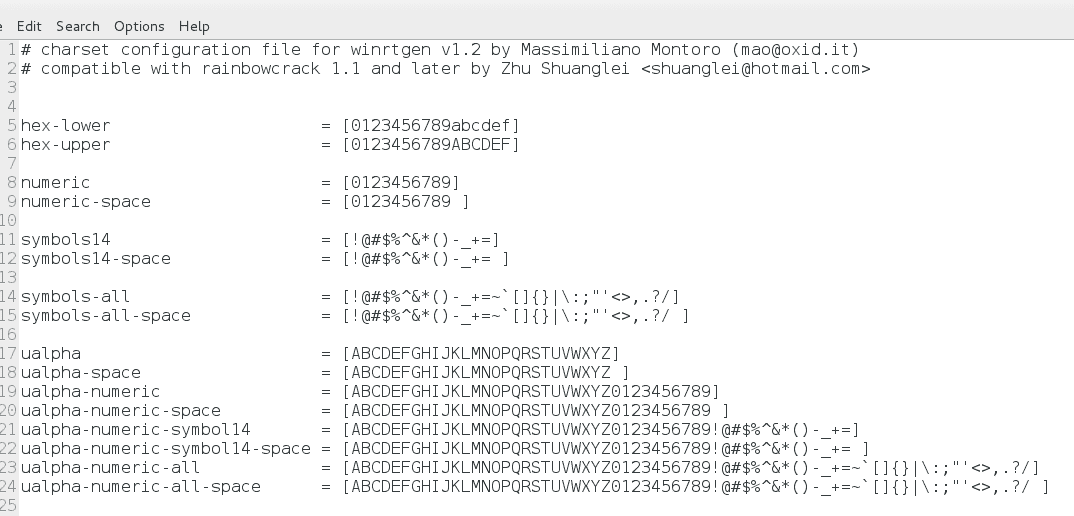 e Edit Search Options Help
1 # charset configuration file for winrtgen v1.2 by Massimiliano Montoro (mao@oxid.it)
2 # compatible with rainbowcrack 1.1 and later by Zhu Shuanglei <shuanglei@hotmail.com>
3
4
5 hex-lower = [0123456789abcdef]
6 hex-upper = [0123456789ABCDEF]
7
8 numeric = [0123456789]
9 numeric-space = [0123456789 ]
10
11 symbols14 = [!@#$%^&*()-_+=]
12 symbols14-space = [!@#$%^&*()-_+= ]
13
14 symbols-all = [!@#$%^&*()-_+=~`[]{}|\:;"'<>,.?/]
15 symbols-all-space = [!@#$%^&*()-_+=~`[]{}|\:;"'<>,.?/ ]
16
17 ualpha = [ABCDEFGHIJKLMNOPQRSTUVWXYZ]
18 ualpha-space = [ABCDEFGHIJKLMNOPQRSTUVWXYZ ]
19 ualpha-numeric = [ABCDEFGHIJKLMNOPQRSTUVWXYZ0123456789]
20 ualpha-numeric-space = [ABCDEFGHIJKLMNOPQRSTUVWXYZ0123456789 ]
21 ualpha-numeric-symbol14 = [ABCDEFGHIJKLMNOPQRSTUVWXYZ0123456789!@#$%^&*()-_+=]
22 ualpha-numeric-symbol14-space = [ABCDEFGHIJKLMNOPQRSTUVWXYZ0123456789!@#$%^&*()-_+= ]
23 ualpha-numeric-all = [ABCDEFGHIJKLMNOPQRSTUVWXYZ0123456789!@#$%^&*()-_+=~`[]{}|\:;"'<>,.?/]
24 ualpha-numeric-all-space = [ABCDEFGHIJKLMNOPQRSTUVWXYZ0123456789!@#$%^&*()-_+=~`[]{}|\:;"'<>,.?/ ]
25